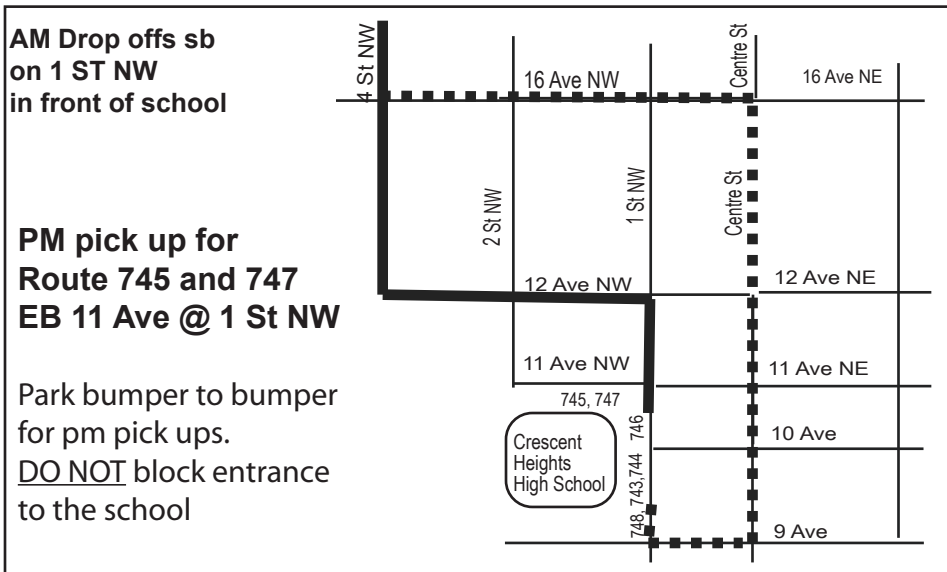 AM Drop offs sb
on 1 ST NW
in front of school
PM pick up for
Route 745 and 747
EB 11 Ave @ 1 St NW
Park bumper to bumper
for pm pick ups.
DO NOT block entrance
to the school
4 St NW
16 Ave NW
Centre St
16 Ave NE
2 St NW
1 St NW
Centre St
12 Ave NW
12 Ave NE
11 Ave NW
11 Ave NE
745, 747
746
10 Ave
Crescent
Heights
High School
748, 743,744
9 Ave